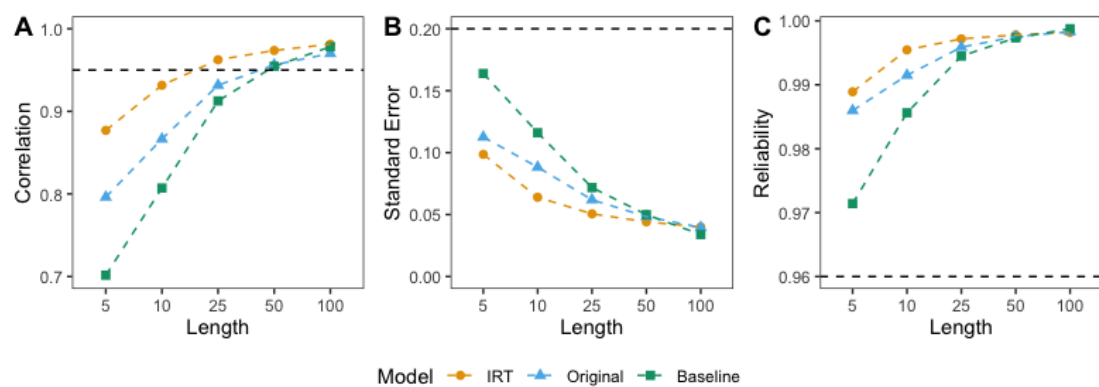 A
Correlation
1.0
0.9
0.8
0.7
5 10 25 50 100
Length
B
Standard Error
0.20
0.15
0.10
0.05
0.00
5 10 25 50 100
Length
C
Reliability
1.00
0.99
0.98
0.97
0.96
5 10 25 50 100
Length
Model IRT Original Baseline